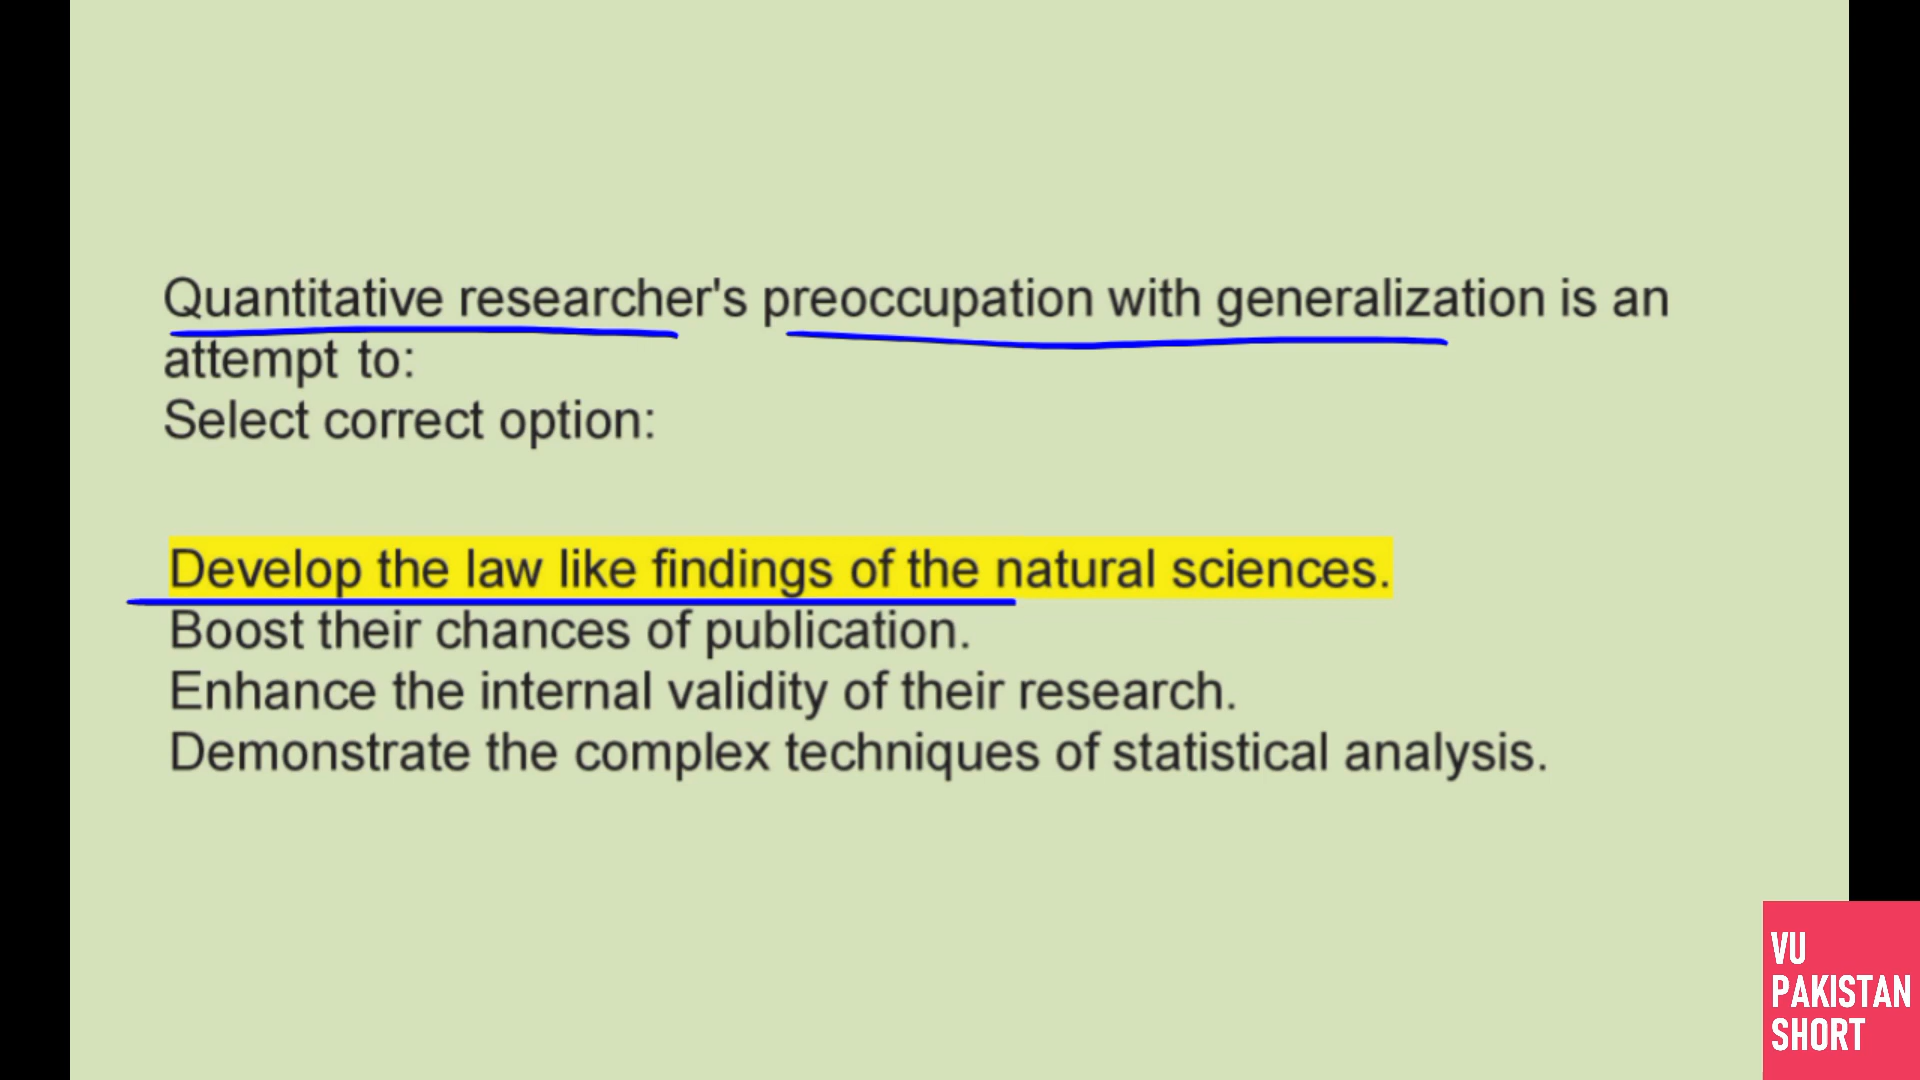 Quantitative researcher's preoccupation with generalization is an
attempt to:
Select correct option:
Develop the law like findings of the natural sciences.
Boost their chances of publication.
Enhance the internal validity of their research.
Demonstrate the complex techniques of statistical analysis.
VU
PAKISTAN
SHORT